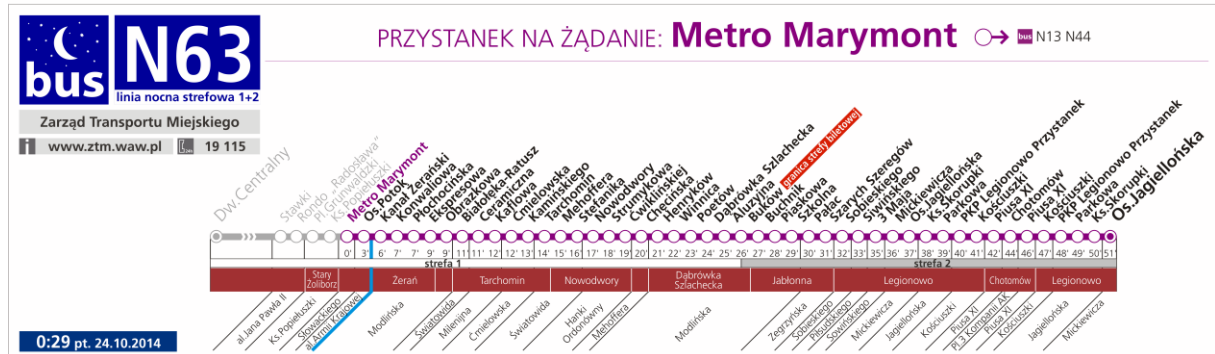 bus
N63
linia nocna strefowa 1+2
Zarząd Transportu Miejskiego
i www.ztm.waw.pl 19 115
PRZYSTANEK NA ŻĄDANIE: Metro Marymont
bus N13 N44
Dw.Centralny
Stawki
Rondo „Radosława”
Pl.Grunwaldzki
Ks.Popiełuszki
Metro Marymont
Os.Potok
Kanał Żerański
Konwaliowa
Płochocińska
Ekspresowa
Obrazkowa
Białołęka-Ratusz
Ceramiczna
Kaflowa
Ćmielowska
Kamińskiego
Tarchomin
Mehoffera
Stefanika
Nowodwory
Strumykowa
Ćwiklińskiej
Chęcińska
Winnica
Poetów
Dąbrówka Szlachecka
Aluzyjna
Buków
granica strefy biletowej
Buchnik
Piaskowa
Szkolna
Pałac
Szarych Szeregów
Sobieskiego
Sowińskiego
3 Maja
Mickiewicza
Os.Jagiellońska
Ks.Skorupki
Parkowa
PKP Legionowo Przystanek
Kościuszki
Piusa XI
Chotomów
Piusa XI
Kościuszki
PKP Legionowo Przystanek
Parkowa
Ks.Skorupki
Os.Jagiellońska
0' 3' 6' 7' 7' 9' 9' 11' 11' 12' 12' 13' 14' 15' 16' 17' 18' 19' 20' 21' 22' 23' 24' 25' 26' 27' 28' 29' 30' 31' 32' 33' 35' 36' 37' 38' 39' 40' 41' 42' 44' 46' 47' 48' 49' 50' 51'
strefa 1
strefa 2
Stary Żoliborz
Żerań
Tarchomin
Nowodwory
Dąbrówka Szlachecka
Jabłonna
Legionowo
Chotomów
Legionowo
al.Jana Pawła II
Ks.Popiełuszki
Słowackiego
al.Armii Krajowej
Modlińska
Światowida
Milenijna
Ćmielowska
Światowida
Hanki Ordonówny
Mehoffera
Modlińska
Zegrzyńska
Sobieskiego
Piłsudskiego
Sowińskiego
Mickiewicza
Jagiellońska
Kościuszki
Piusa XI
Pl.3 Kompanii AK
Piusa XI
Kościuszki
Jagiellońska
Mickiewicza
0:29 pt. 24.10.2014